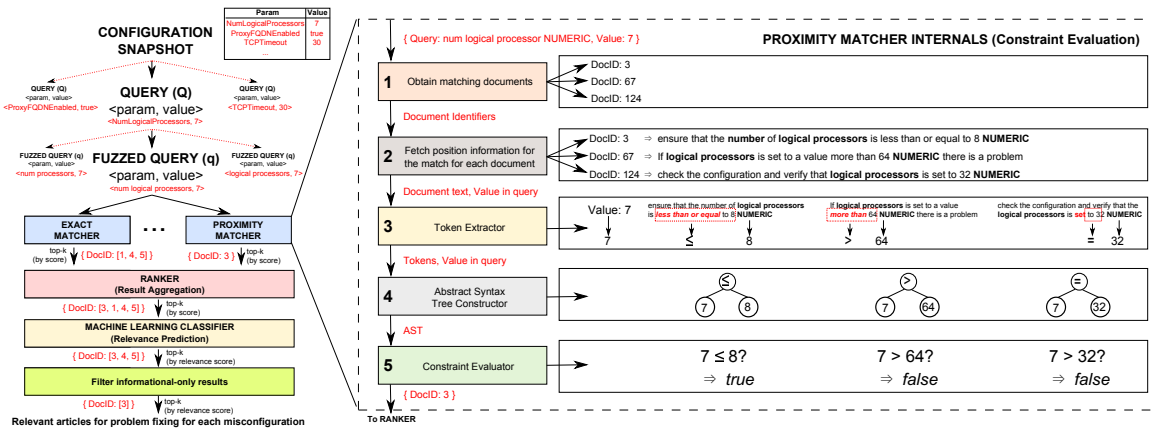 Param Value
NumLogicalProcessors 7
ProxyFQDNEnabled true
TCPTimeout 30
...
CONFIGURATION
SNAPSHOT
QUERY (Q)
<param, value>
<ProxyFQDNEnabled, true>
QUERY (Q)
<param, value>
<NumLogicalProcessors, 7>
QUERY (Q)
<param, value>
<TCPTimeout, 30>
FUZZED QUERY (q)
<param, value>
<num processors, 7>
FUZZED QUERY (q)
<param, value>
<num logical processors, 7>
FUZZED QUERY (q)
<param, value>
<logical processors, 7>
EXACT
MATCHER
...
PROXIMITY
MATCHER
top-k
(by score)
{ DocID: [1, 4, 5] }
{ DocID: 3 }
top-k
(by score)
RANKER
(Result Aggregation)
{ DocID: [3, 1, 4, 5] }
top-k
(by score)
MACHINE LEARNING CLASSIFIER
(Relevance Prediction)
{ DocID: [3, 4, 5] }
top-k
(by relevance score)
Filter informational-only results
{ DocID: [3] }
top-k
(by relevance score)
Relevant articles for problem fixing for each misconfiguration
{ Query: num logical processor NUMERIC, Value: 7 }
PROXIMITY MATCHER INTERNALS (Constraint Evaluation)
1 Obtain matching documents
DocID: 3
DocID: 67
DocID: 124
Document Identifiers
2 Fetch position information for
the match for each document
DocID: 3 ⇒ ensure that the number of logical processors is less than or equal to 8 NUMERIC
DocID: 67 ⇒ If logical processors is set to a value more than 64 NUMERIC there is a problem
DocID: 124 ⇒ check the configuration and verify that logical processors is set to 32 NUMERIC
Document text, Value in query
3 Token Extractor
Value: 7
7
ensure that the number of logical processors
is less than or equal to 8 NUMERIC
≤ 8
If logical processors is set to a value
more than 64 NUMERIC there is a problem
> 64
check the configuration and verify that the
logical processors is set to 32 NUMERIC
= 32
Tokens, Value in query
4 Abstract Syntax
Tree Constructor
≤
7 8
>
7 64
=
7 32
AST
5 Constraint Evaluator
7 ≤ 8?
⇒ true
7 > 64?
⇒ false
7 > 32?
⇒ false
{ DocID: 3 }
To RANKER